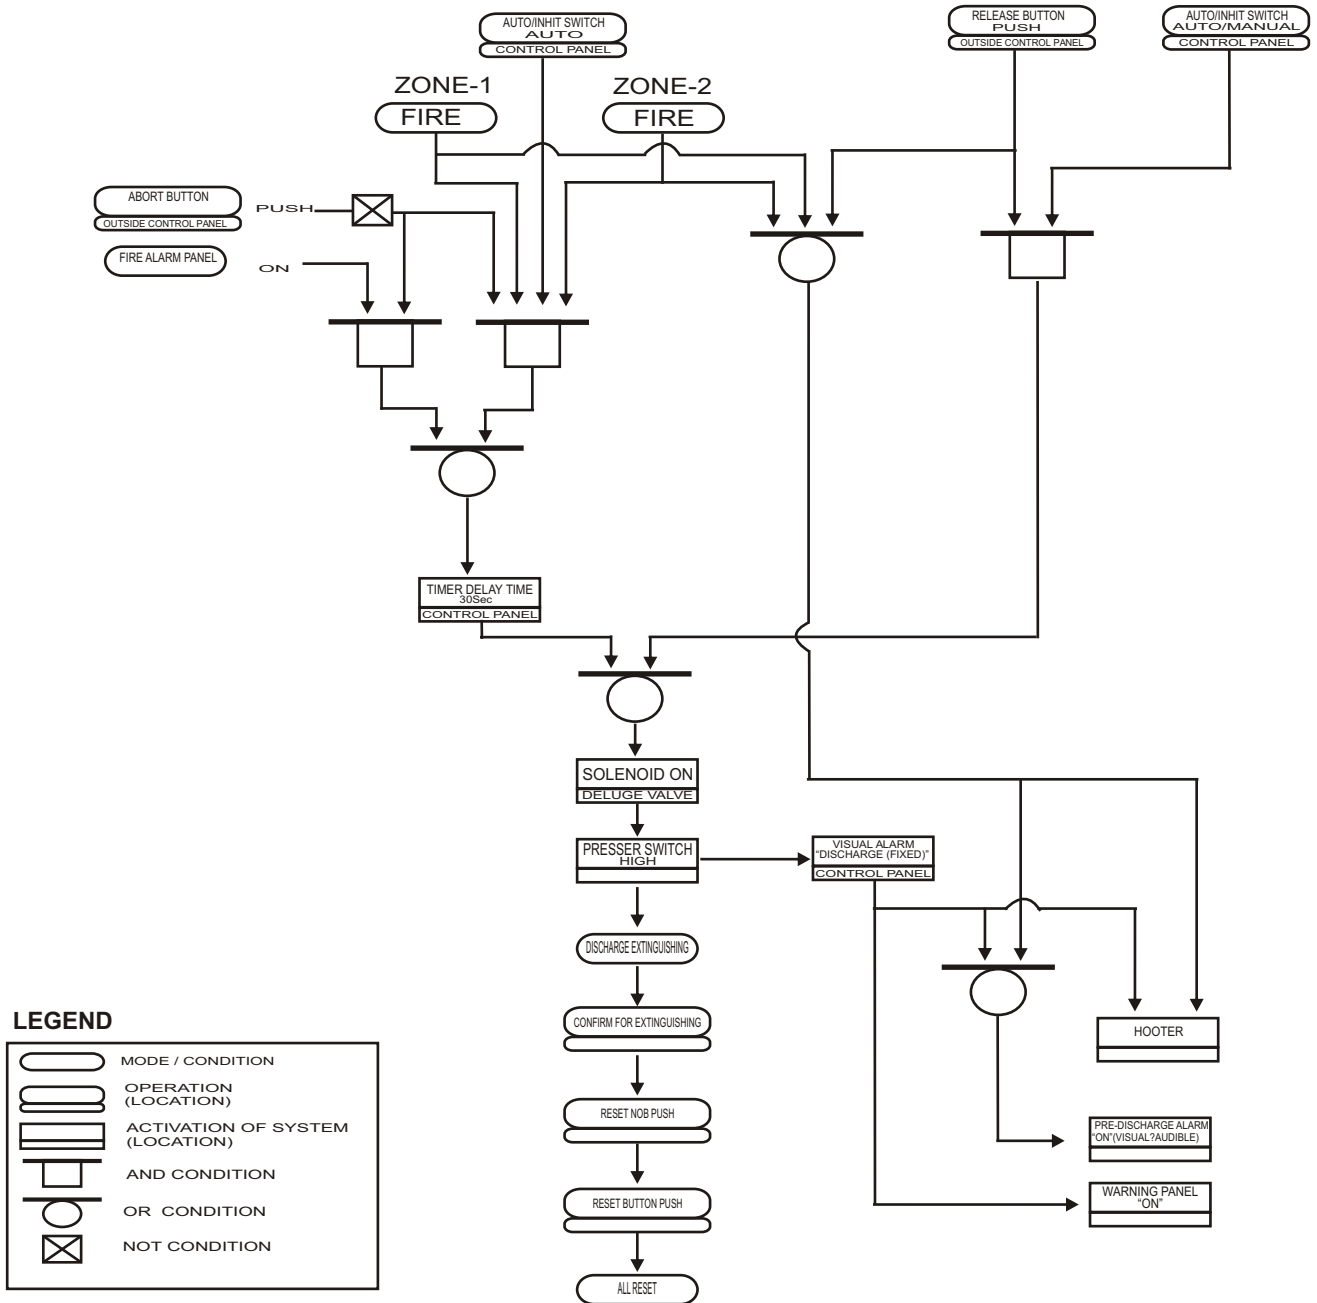 AUTO/INHIT SWITCH
AUTO
CONTROL PANEL
RELEASE BUTTON
PUSH
OUTSIDE CONTROL PANEL
AUTO/INHIT SWITCH
AUTO/MANUAL
CONTROL PANEL
ZONE-1
FIRE
ZONE-2
FIRE
ABORT BUTTON
OUTSIDE CONTROL PANEL
PUSH
FIRE ALARM PANEL
ON
TIMER DELAY TIME
30Sec
CONTROL PANEL
SOLENOID ON
DELUGE VALVE
PRESSER SWITCH
HIGH
VISUAL ALARM
"DISCHARGE (FIXED)"
CONTROL PANEL
DISCHARGE EXTINGUISHING
CONFIRM FOR EXTINGUISHING
HOOTER
RESET NOB PUSH
PRE-DISCHARGE ALARM
"ON"(VISUAL?AUDIBLE)
RESET BUTTON PUSH
WARNING PANEL
"ON"
ALL RESET
LEGEND
MODE / CONDITION
OPERATION
(LOCATION)
ACTIVATION OF SYSTEM
(LOCATION)
AND CONDITION
OR CONDITION
NOT CONDITION